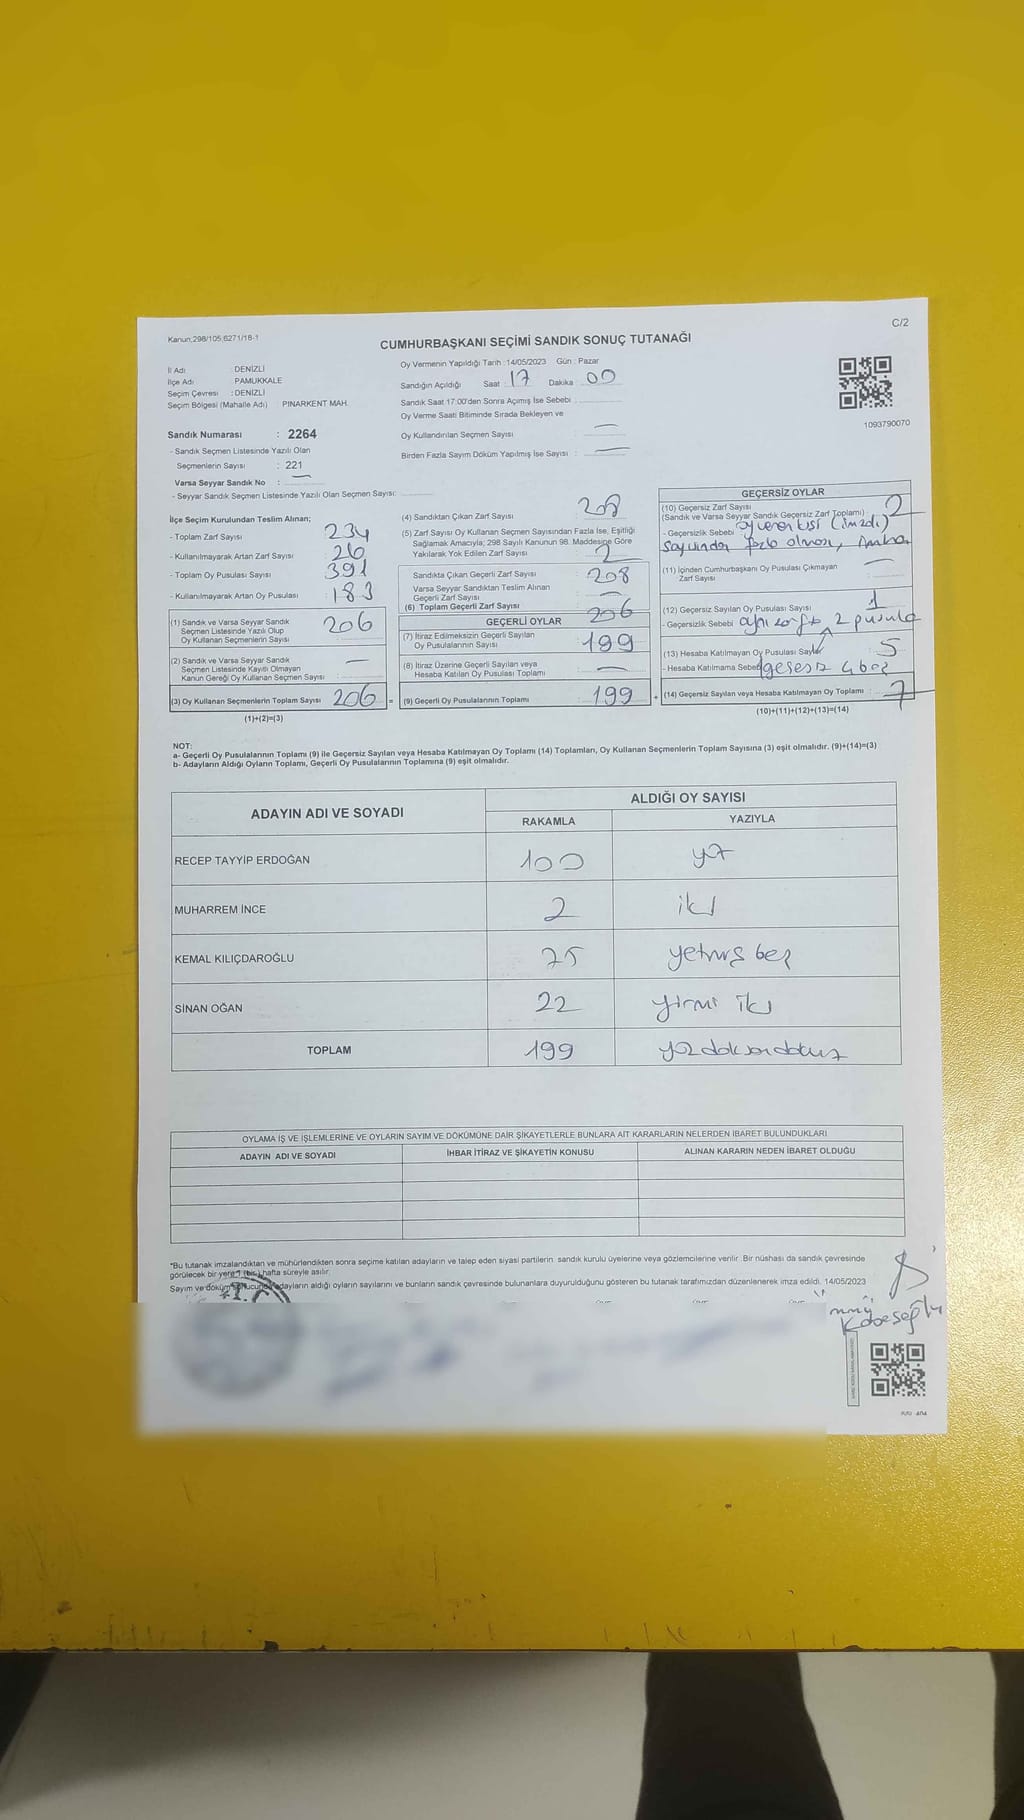 Kanun:298/105,6271/18-1
C/2
CUMHURBAŞKANI SEÇİMİ SANDIK SONUÇ TUTANAĞI
İl Adı : DENİZLİ
İlçe Adı : PAMUKKALE
Seçim Çevresi : DENİZLİ
Seçim Bölgesi (Mahalle Adı) PINARKENT MAH.
Sandık Numarası : 2264
- Sandık Seçmen Listesinde Yazılı Olan
Seçmenlerin Sayısı : 221
Varsa Seyyar Sandık No : —
- Seyyar Sandık Seçmen Listesinde Yazılı Olan Seçmen Sayısı:
Oy Vermenin Yapıldığı Tarih :14/05/2023 Gün : Pazar
Sandığın Açıldığı Saat : 17 Dakika : 00
Sandık Saat 17:00'den Sonra Açımış İse Sebebi :
Oy Verme Saati Bitiminde Sırada Bekleyen ve
Oy Kullandırılan Seçmen Sayısı : —
Birden Fazla Sayım Döküm Yapılmış İse Sayısı : —
1093790070
İlçe Seçim Kurulundan Teslim Alınan;
- Toplam Zarf Sayısı : 234
- Kullanılmayarak Artan Zarf Sayısı : 26
- Toplam Oy Pusulası Sayısı : 391
- Kullanılmayarak Artan Oy Pusulası : 183
(1) Sandık ve Varsa Seyyar Sandık
Seçmen Listesinde Yazılı Olup
Oy Kullanan Seçmenlerin Sayısı : 206
(2) Sandık ve Varsa Seyyar Sandık
Seçmen Listesinde Kayıtlı Olmayan
Kanun Gereği Oy Kullanan Seçmen Sayısı : —
(3) Oy Kullanan Seçmenlerin Toplam Sayısı : 206
(1)+(2)=(3)
(4) Sandıktan Çıkan Zarf Sayısı : 208
(5) Zarf Sayısı Oy Kullanan Seçmen Sayısından Fazla İse, Eşitliği
Sağlamak Amacıyla; 298 Sayılı Kanunun 98. Maddesine Göre
Yakılarak Yok Edilen Zarf Sayısı : 2
Sandıkta Çıkan Geçerli Zarf Sayısı : 208
Varsa Seyyar Sandıktan Teslim Alınan
Geçerli Zarf Sayısı : —
(6) Toplam Geçerli Zarf Sayısı : 206
GEÇERLİ OYLAR
(7) İtiraz Edilmeksizin Geçerli Sayılan
Oy Pusulalarının Sayısı : 199
(8) İtiraz Üzerine Geçerli Sayılan veya
Hesaba Katılan Oy Pusulası Toplamı : —
(9) Geçerli Oy Pusulalarının Toplamı : 199
GEÇERSİZ OYLAR
(10) Geçersiz Zarf Sayısı
(Sandık ve Varsa Seyyar Sandık Geçersiz Zarf Toplamı) : 2
- Geçersizlik Sebebi : oy veren kişi (imzalı)
sayısından fazla olması,
(11) İçinden Cumhurbaşkanı Oy Pusulası Çıkmayan
Zarf Sayısı : —
(12) Geçersiz Sayılan Oy Pusulası Sayısı : 1
- Geçersizlik Sebebi : aynı zarfta 2 pusula
(13) Hesaba Katılmayan Oy Pusulası Sayısı 5
- Hesaba Katılmama Sebebi
(14) Geçersiz Sayılan veya Hesaba Katılmayan Oy Toplamı : 7
(10)+(11)+(12)+(13)=(14)
NOT:
a- Geçerli Oy Pusulalarının Toplamı (9) ile Geçersiz Sayılan veya Hesaba Katılmayan Oy Toplamı (14) Toplamları, Oy Kullanan Seçmenlerin Toplam Sayısına (3) eşit olmalıdır. (9)+(14)=(3)
b- Adayların Aldığı Oyların Toplamı, Geçerli Oy Pusulalarının Toplamına (9) eşit olmalıdır.
ADAYIN ADI VE SOYADI ALDIĞI OY SAYISI
RAKAMLA YAZIYLA
RECEP TAYYİP ERDOĞAN 100 yüz
MUHARREM İNCE 2 iki
KEMAL KILIÇDAROĞLU 75 yetmiş beş
SİNAN OĞAN 22 yirmi iki
TOPLAM 199 yüzdoksandokuz
OYLAMA İŞ VE İŞLEMLERİNE VE OYLARIN SAYIM VE DÖKÜMÜNE DAİR ŞİKAYETLERLE BUNLARA AİT KARARLARIN NELERDEN İBARET BULUNDUKLARI
ADAYIN ADI VE SOYADI İHBAR İTİRAZ VE ŞİKAYETİN KONUSU ALINAN KARARIN NEDEN İBARET OLDUĞU
*Bu tutanak imzalandıktan ve mühürlendikten sonra seçime katılan adayların ve talep eden siyasi partilerin sandık kurulu üyelerine veya gözlemcilerine verilir. Bir nüshası da sandık çevresinde
görülecek bir yere 1 (bir) hafta süreyle asılır.
Sayım ve döküm sonucunda adayların aldığı oyların sayılarını ve bunların sandık çevresinde bulunanlara duyurulduğunu gösteren bu tutanak tarafımızdan düzenlenerek imza edildi. 14/05/2023
T.C